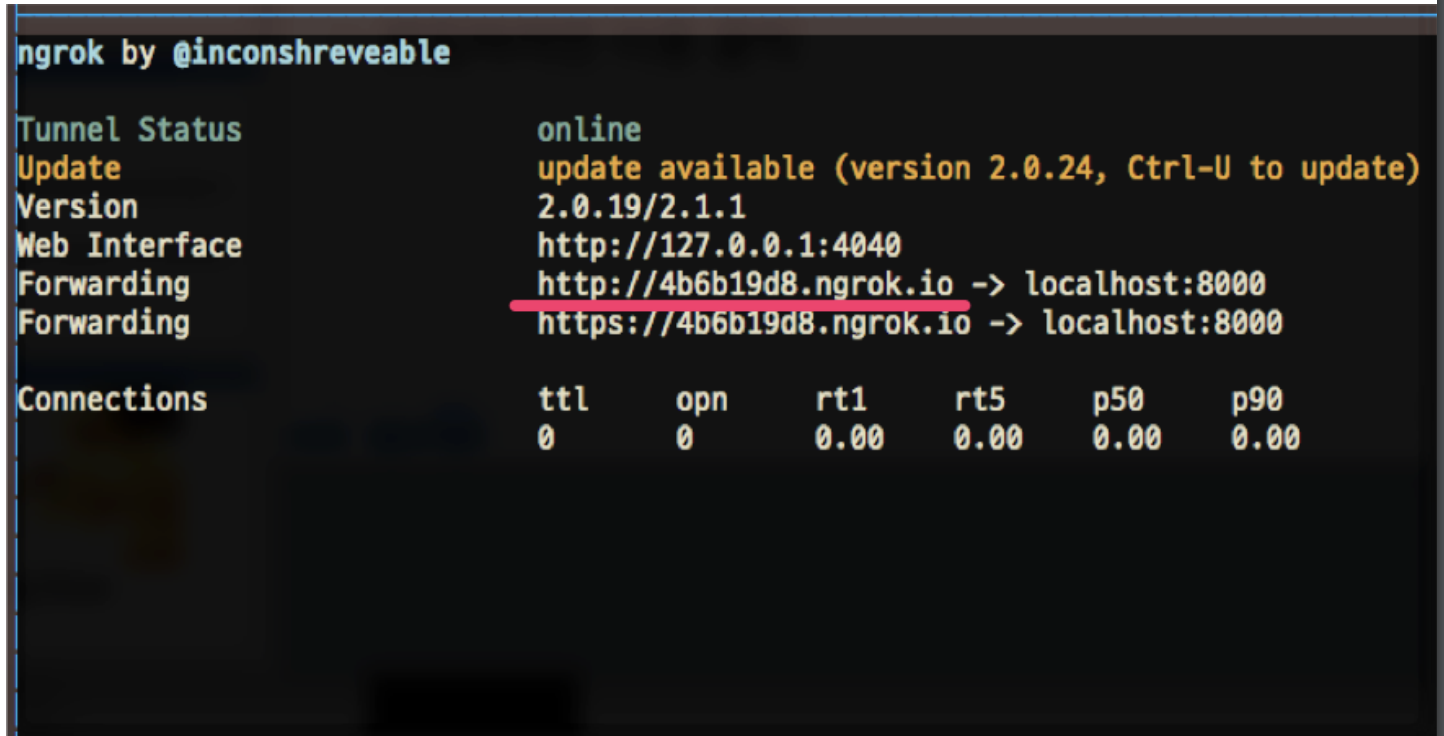 ngrok by @inconshreveable
Tunnel Status online
Update update available (version 2.0.24, Ctrl-U to update)
Version 2.0.19/2.1.1
Web Interface http://127.0.0.1:4040
Forwarding http://4b6b19d8.ngrok.io -> localhost:8000
Forwarding https://4b6b19d8.ngrok.io -> localhost:8000
Connections ttl opn rt1 rt5 p50 p90
0 0 0.00 0.00 0.00 0.00